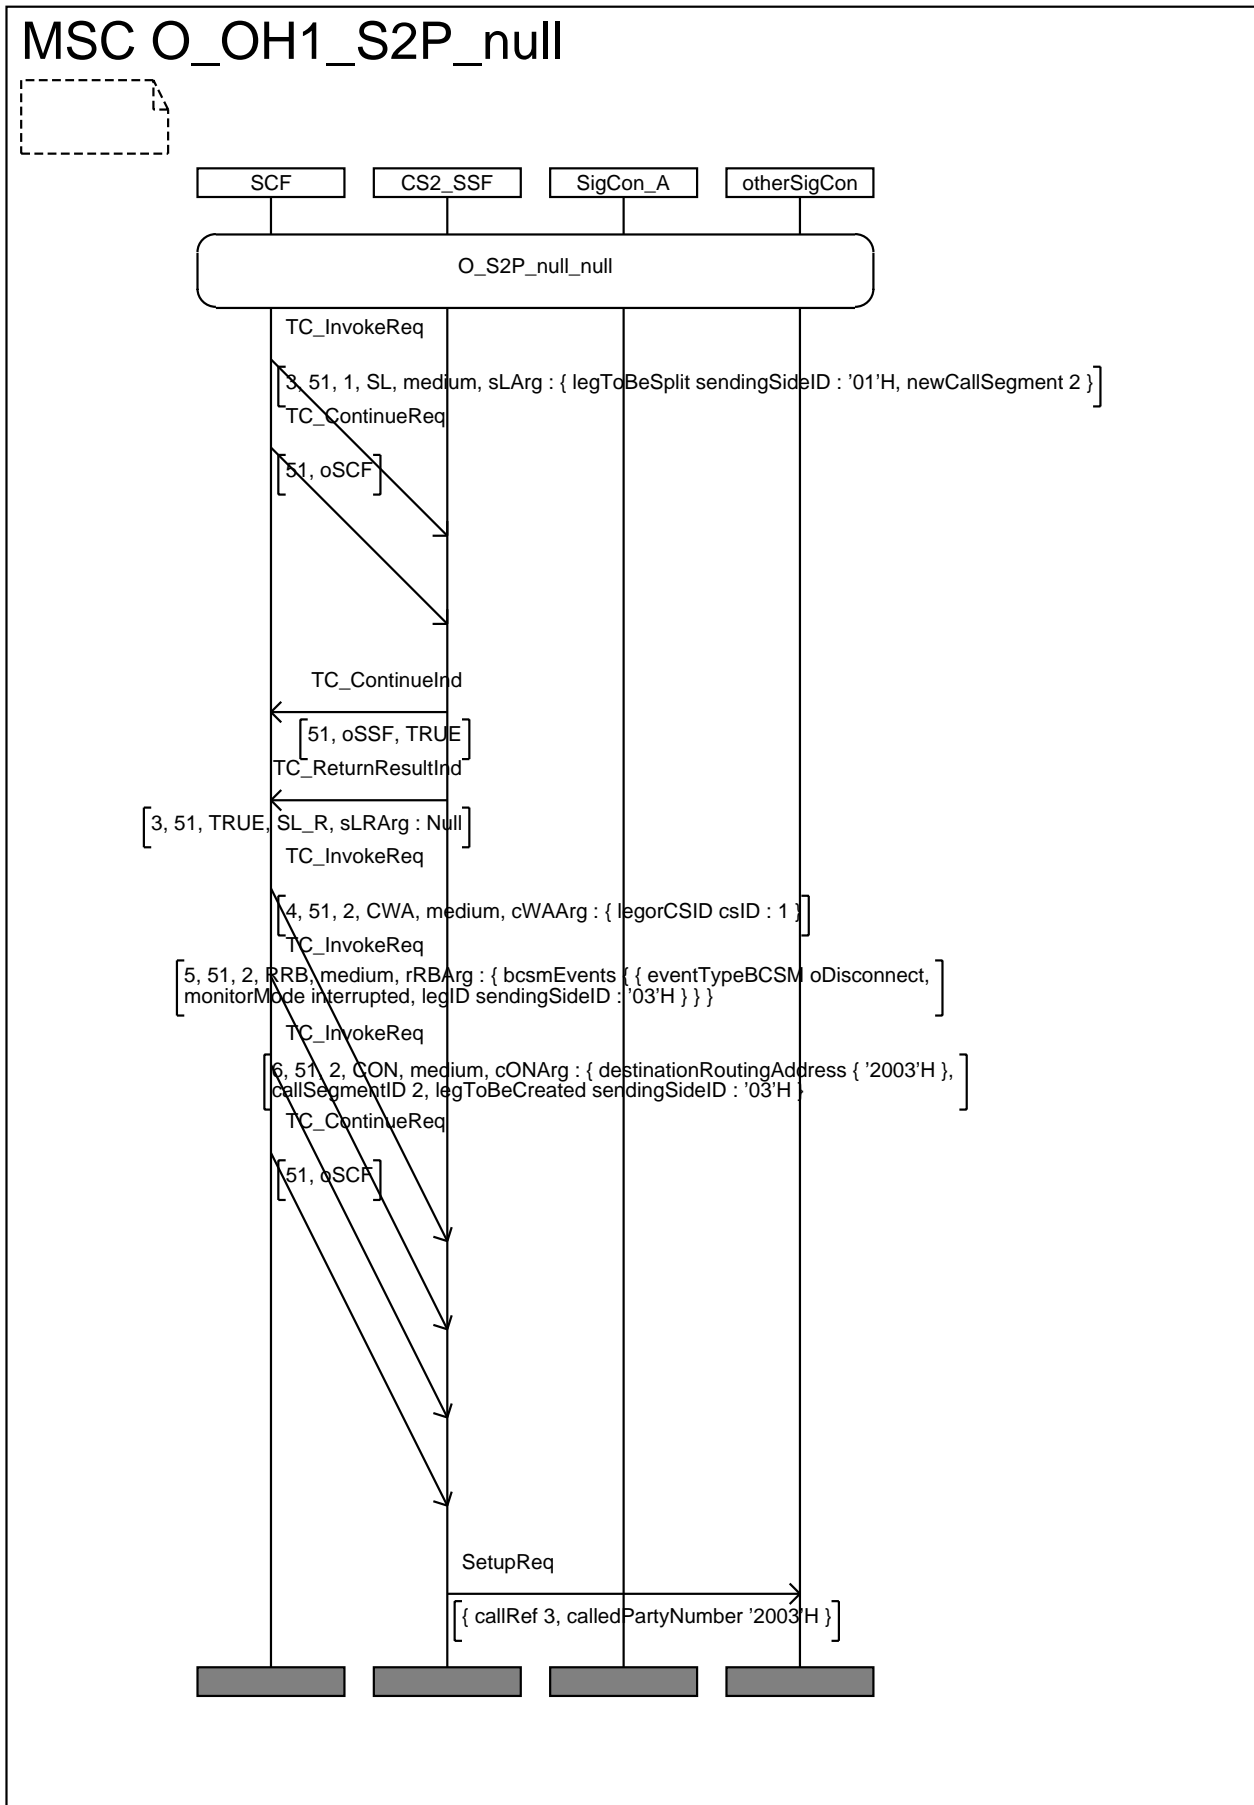 MSC O_OH1_S2P_null
SCF
CS2_SSF
SigCon_A
otherSigCon
O_S2P_null_null
TC_InvokeReq
3, 51, 1, SL, medium, sLArg : { legToBeSplit sendingSideID : '01'H, newCallSegment 2 }
TC_ContinueReq
51, oSCF
TC_ContinueInd
51, oSSF, TRUE
TC_ReturnResultInd
3, 51, TRUE, SL_R, sLRArg : Null
TC_InvokeReq
4, 51, 2, CWA, medium, cWAArg : { legorCSID csID : 1 }
TC_InvokeReq
5, 51, 2, RRB, medium, rRBArg : { bcsmEvents { { eventTypeBCSM oDisconnect,
monitorMode interrupted, legID sendingSideID : '03'H } } }
TC_InvokeReq
6, 51, 2, CON, medium, cONArg : { destinationRoutingAddress { '2003'H },
callSegmentID 2, legToBeCreated sendingSideID : '03'H }
TC_ContinueReq
51, oSCF
SetupReq
{ callRef 3, calledPartyNumber '2003'H }